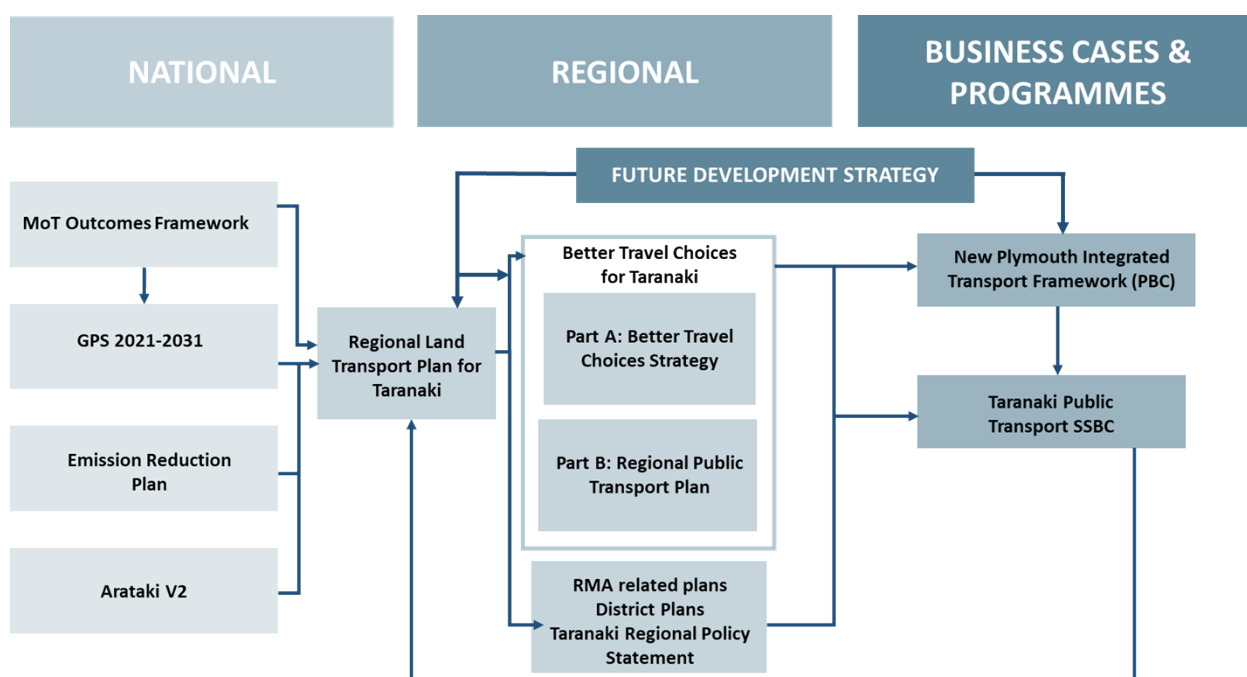 NATIONAL
REGIONAL
BUSINESS CASES &
PROGRAMMES
FUTURE DEVELOPMENT STRATEGY
MoT Outcomes Framework
GPS 2021-2031
Emission Reduction
Plan
Arataki V2
Regional Land
Transport Plan for
Taranaki
Better Travel Choices
for Taranaki
Part A: Better Travel
Choices Strategy
Part B: Regional Public
Transport Plan
RMA related plans
District Plans
Taranaki Regional Policy
Statement
New Plymouth Integrated
Transport Framework (PBC)
Taranaki Public
Transport SSBC